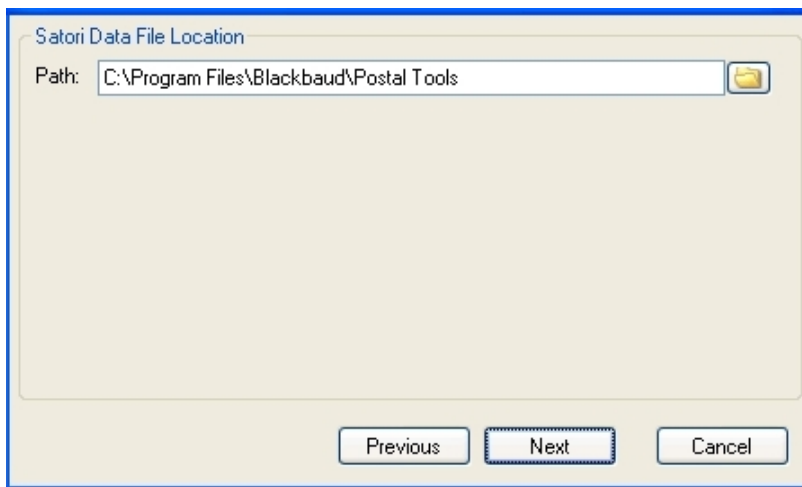 Satori Data File Location
Path: C:\Program Files\Blackbaud\Postal Tools
Previous Next Cancel